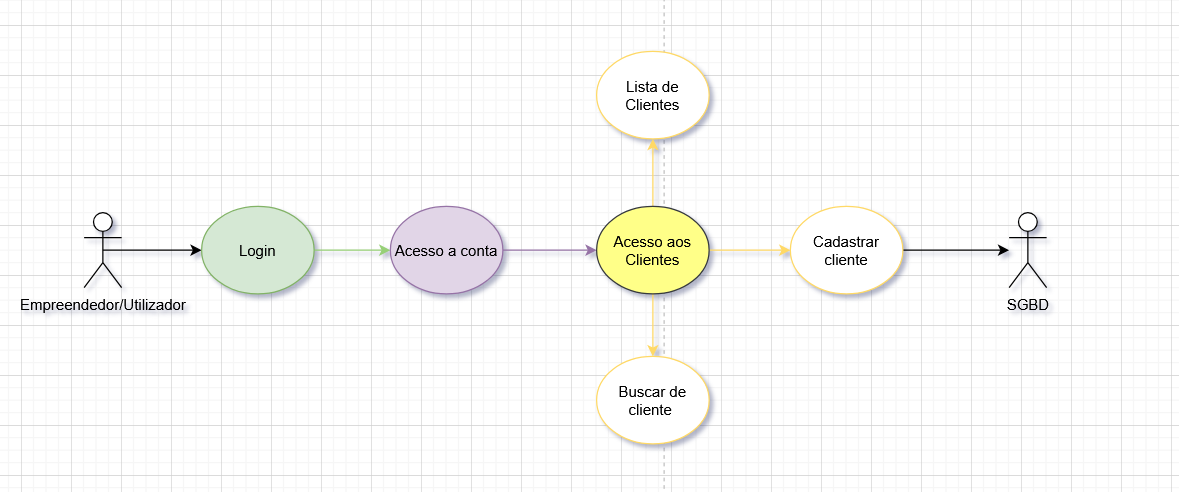 Lista de
Clientes
Empreendedor/Utilizador
Login
Acesso a conta
Acesso aos
Clientes
Cadastrar
cliente
SGBD
Buscar de
cliente